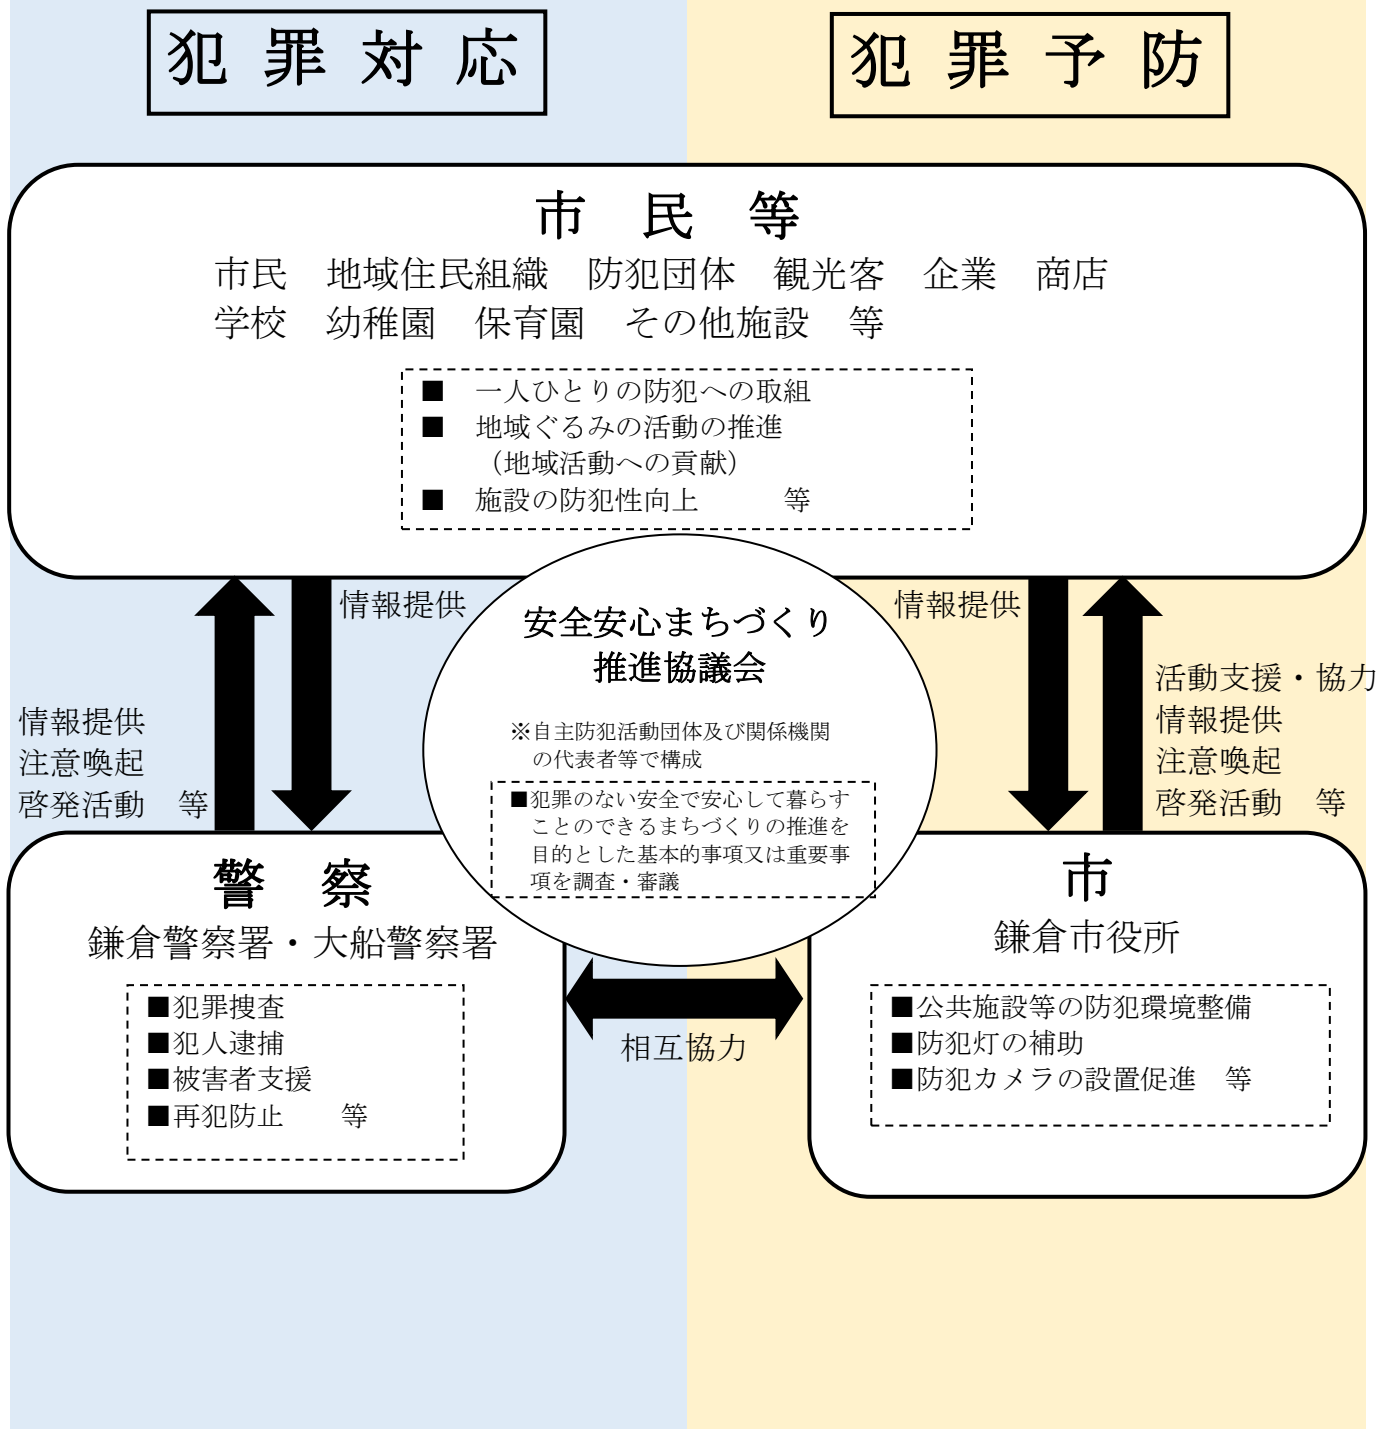 犯 罪 対 応
犯 罪 予 防
市　民　等
市民　地域住民組織　防犯団体　観光客　企業　商店
学校　幼稚園　保育園　その他施設　等
■　一人ひとりの防犯への取組
■　地域ぐるみの活動の推進
（地域活動への貢献）
■　施設の防犯性向上　　　等
情報提供
情報提供
注意喚起
啓発活動　等
安全安心まちづくり
推進協議会
※自主防犯活動団体及び関係機関
の代表者等で構成
■犯罪のない安全で安心して暮らす
ことのできるまちづくりの推進を
目的とした基本的事項又は重要事
項を調査・審議
情報提供
活動支援・協力
情報提供
注意喚起
啓発活動　等
警　察
鎌倉警察署・大船警察署
■犯罪捜査
■犯人逮捕
■被害者支援
■再犯防止　　等
相互協力
市
鎌倉市役所
■公共施設等の防犯環境整備
■防犯灯の補助
■防犯カメラの設置促進　等